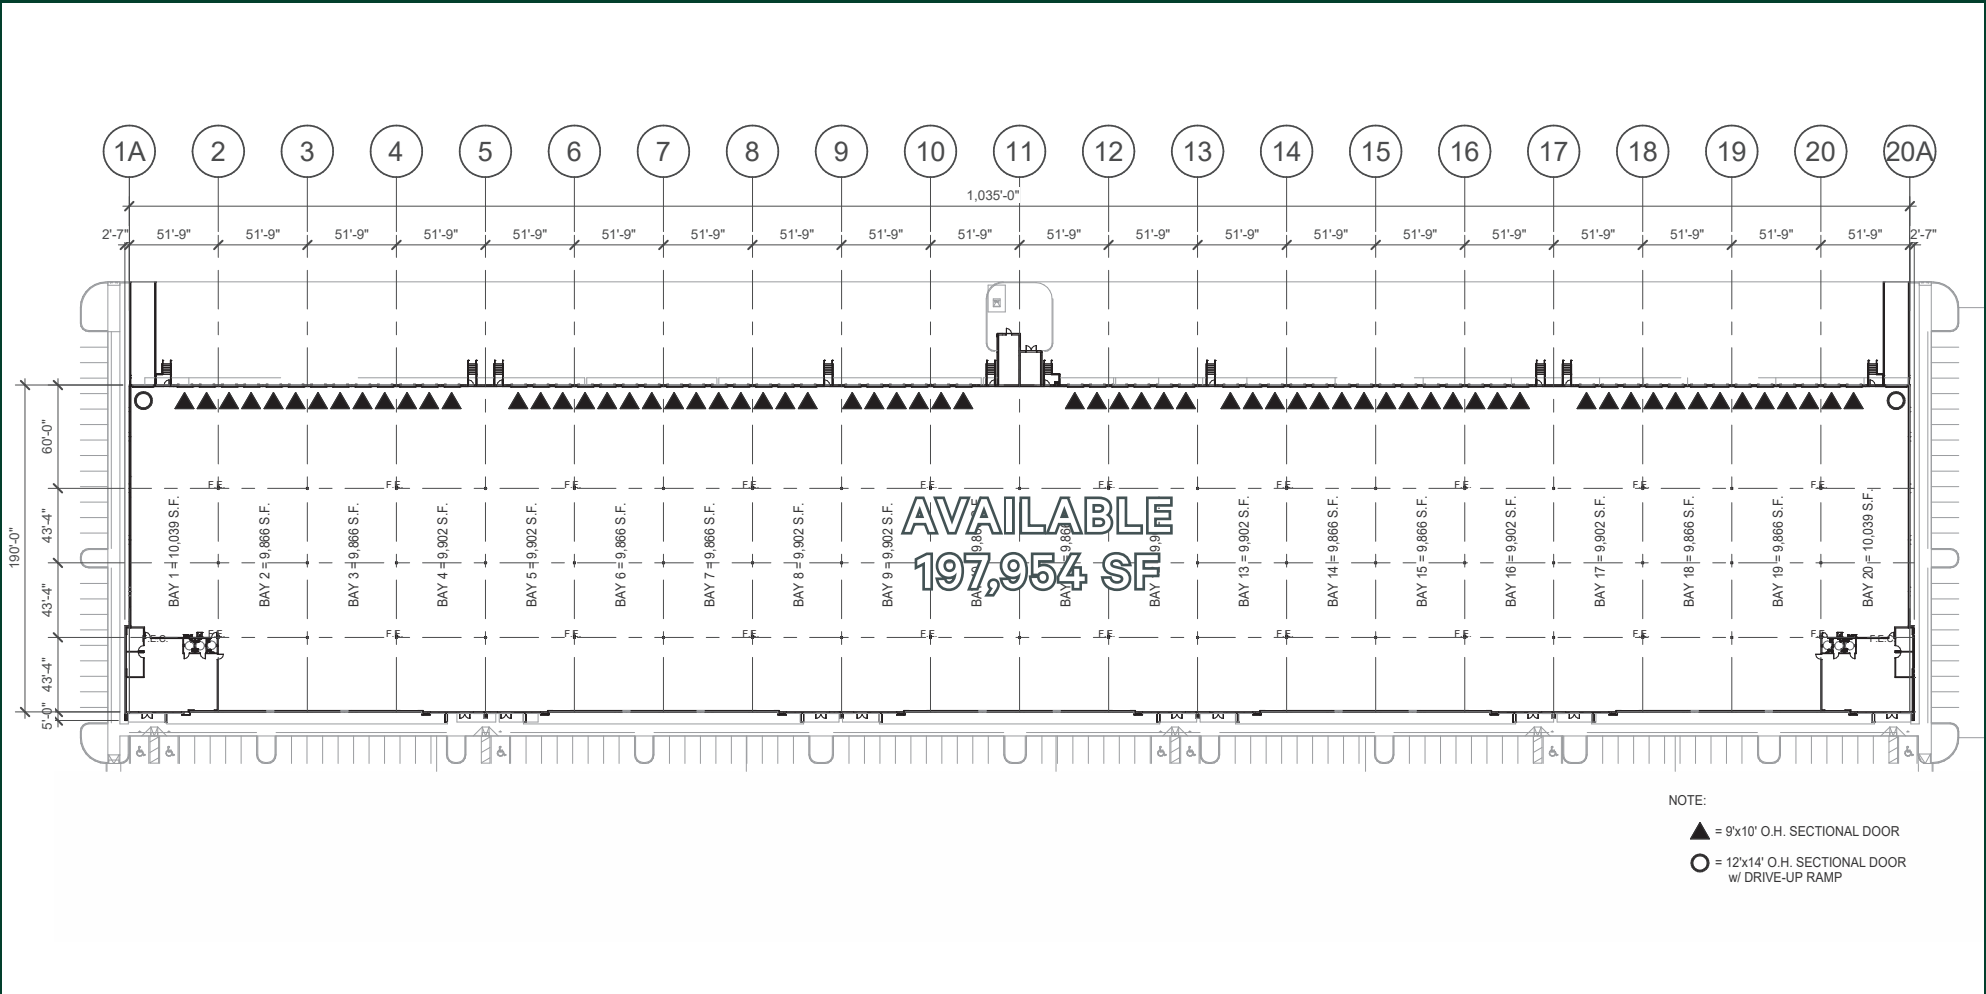 1A 2 3 4 5 6 7 8 9 10 11 12 13 14 15 16 17 18 19 20 20A
1,035'-0"
2'-7" 51'-9" 51'-9" 51'-9" 51'-9" 51'-9" 51'-9" 51'-9" 51'-9" 51'-9" 51'-9" 51'-9" 51'-9" 51'-9" 51'-9" 51'-9" 51'-9" 51'-9" 51'-9" 51'-9" 51'-9" 2'-7"
190'-0"
60'-0"
43'-4"
43'-4"
43'-4"
5'-0"
F.E. F.E. F.E. F.E. F.E. F.E. F.E. F.E. F.E. F.E.
BAY 1 = 10,039 S.F.
BAY 2 = 9,866 S.F.
BAY 3 = 9,866 S.F.
BAY 4 = 9,902 S.F.
BAY 5 = 9,902 S.F.
BAY 6 = 9,866 S.F.
BAY 7 = 9,866 S.F.
BAY 8 = 9,902 S.F.
BAY 9 = 9,902 S.F.
AVAILABLE
197,954 SF
BAY 13 = 9,902 S.F.
BAY 14 = 9,866 S.F.
BAY 15 = 9,866 S.F.
BAY 16 = 9,902 S.F.
BAY 17 = 9,902 S.F.
BAY 18 = 9,866 S.F.
BAY 19 = 9,866 S.F.
BAY 20 = 10,039 S.F.
F.E.C. F.E. F.E. F.E. F.E. F.E. F.E. F.E. F.E. F.E. F.E. F.E.C.
NOTE:
= 9'x10' O.H. SECTIONAL DOOR
= 12'x14' O.H. SECTIONAL DOOR
w/ DRIVE-UP RAMP